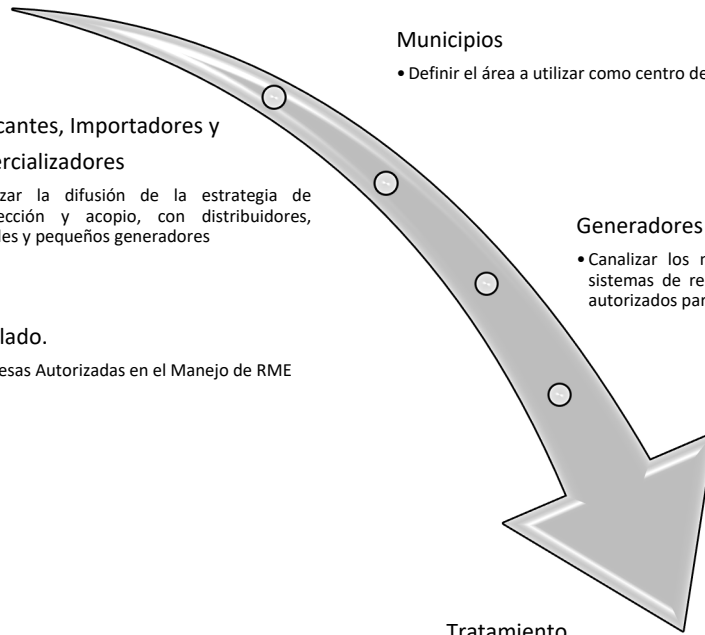 Municipios
• Definir el área a utilizar como centro de
cantes, Importadores y
ercializadores
zar la difusión de la estrategia de
ección y acopio, con distribuidores,
les y pequeños generadores
Generadores
• Canalizar los
sistemas de
autorizados
lado.
esas Autorizadas en el Manejo de RME
Tratamiento